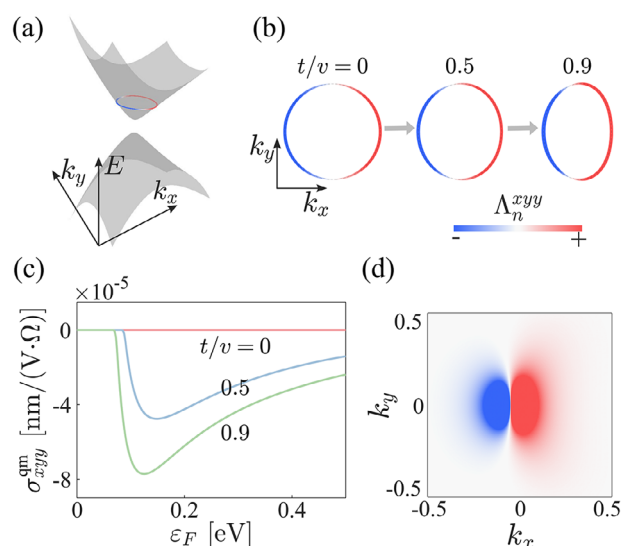 (a)
E
k_y
k_x
(b)
t/v = 0
0.5
0.9
k_y
k_x
Λ_n^{xyy}
-
+
(c)
×10^{-5}
0
-4
-8
σ_{xyy}^{qm} [nm/(V·Ω)]
t/v = 0
0.5
0.9
0
0.2
0.4
ε_F [eV]
(d)
0.5
0
-0.5
k_y
-0.5
0
0.5
k_x